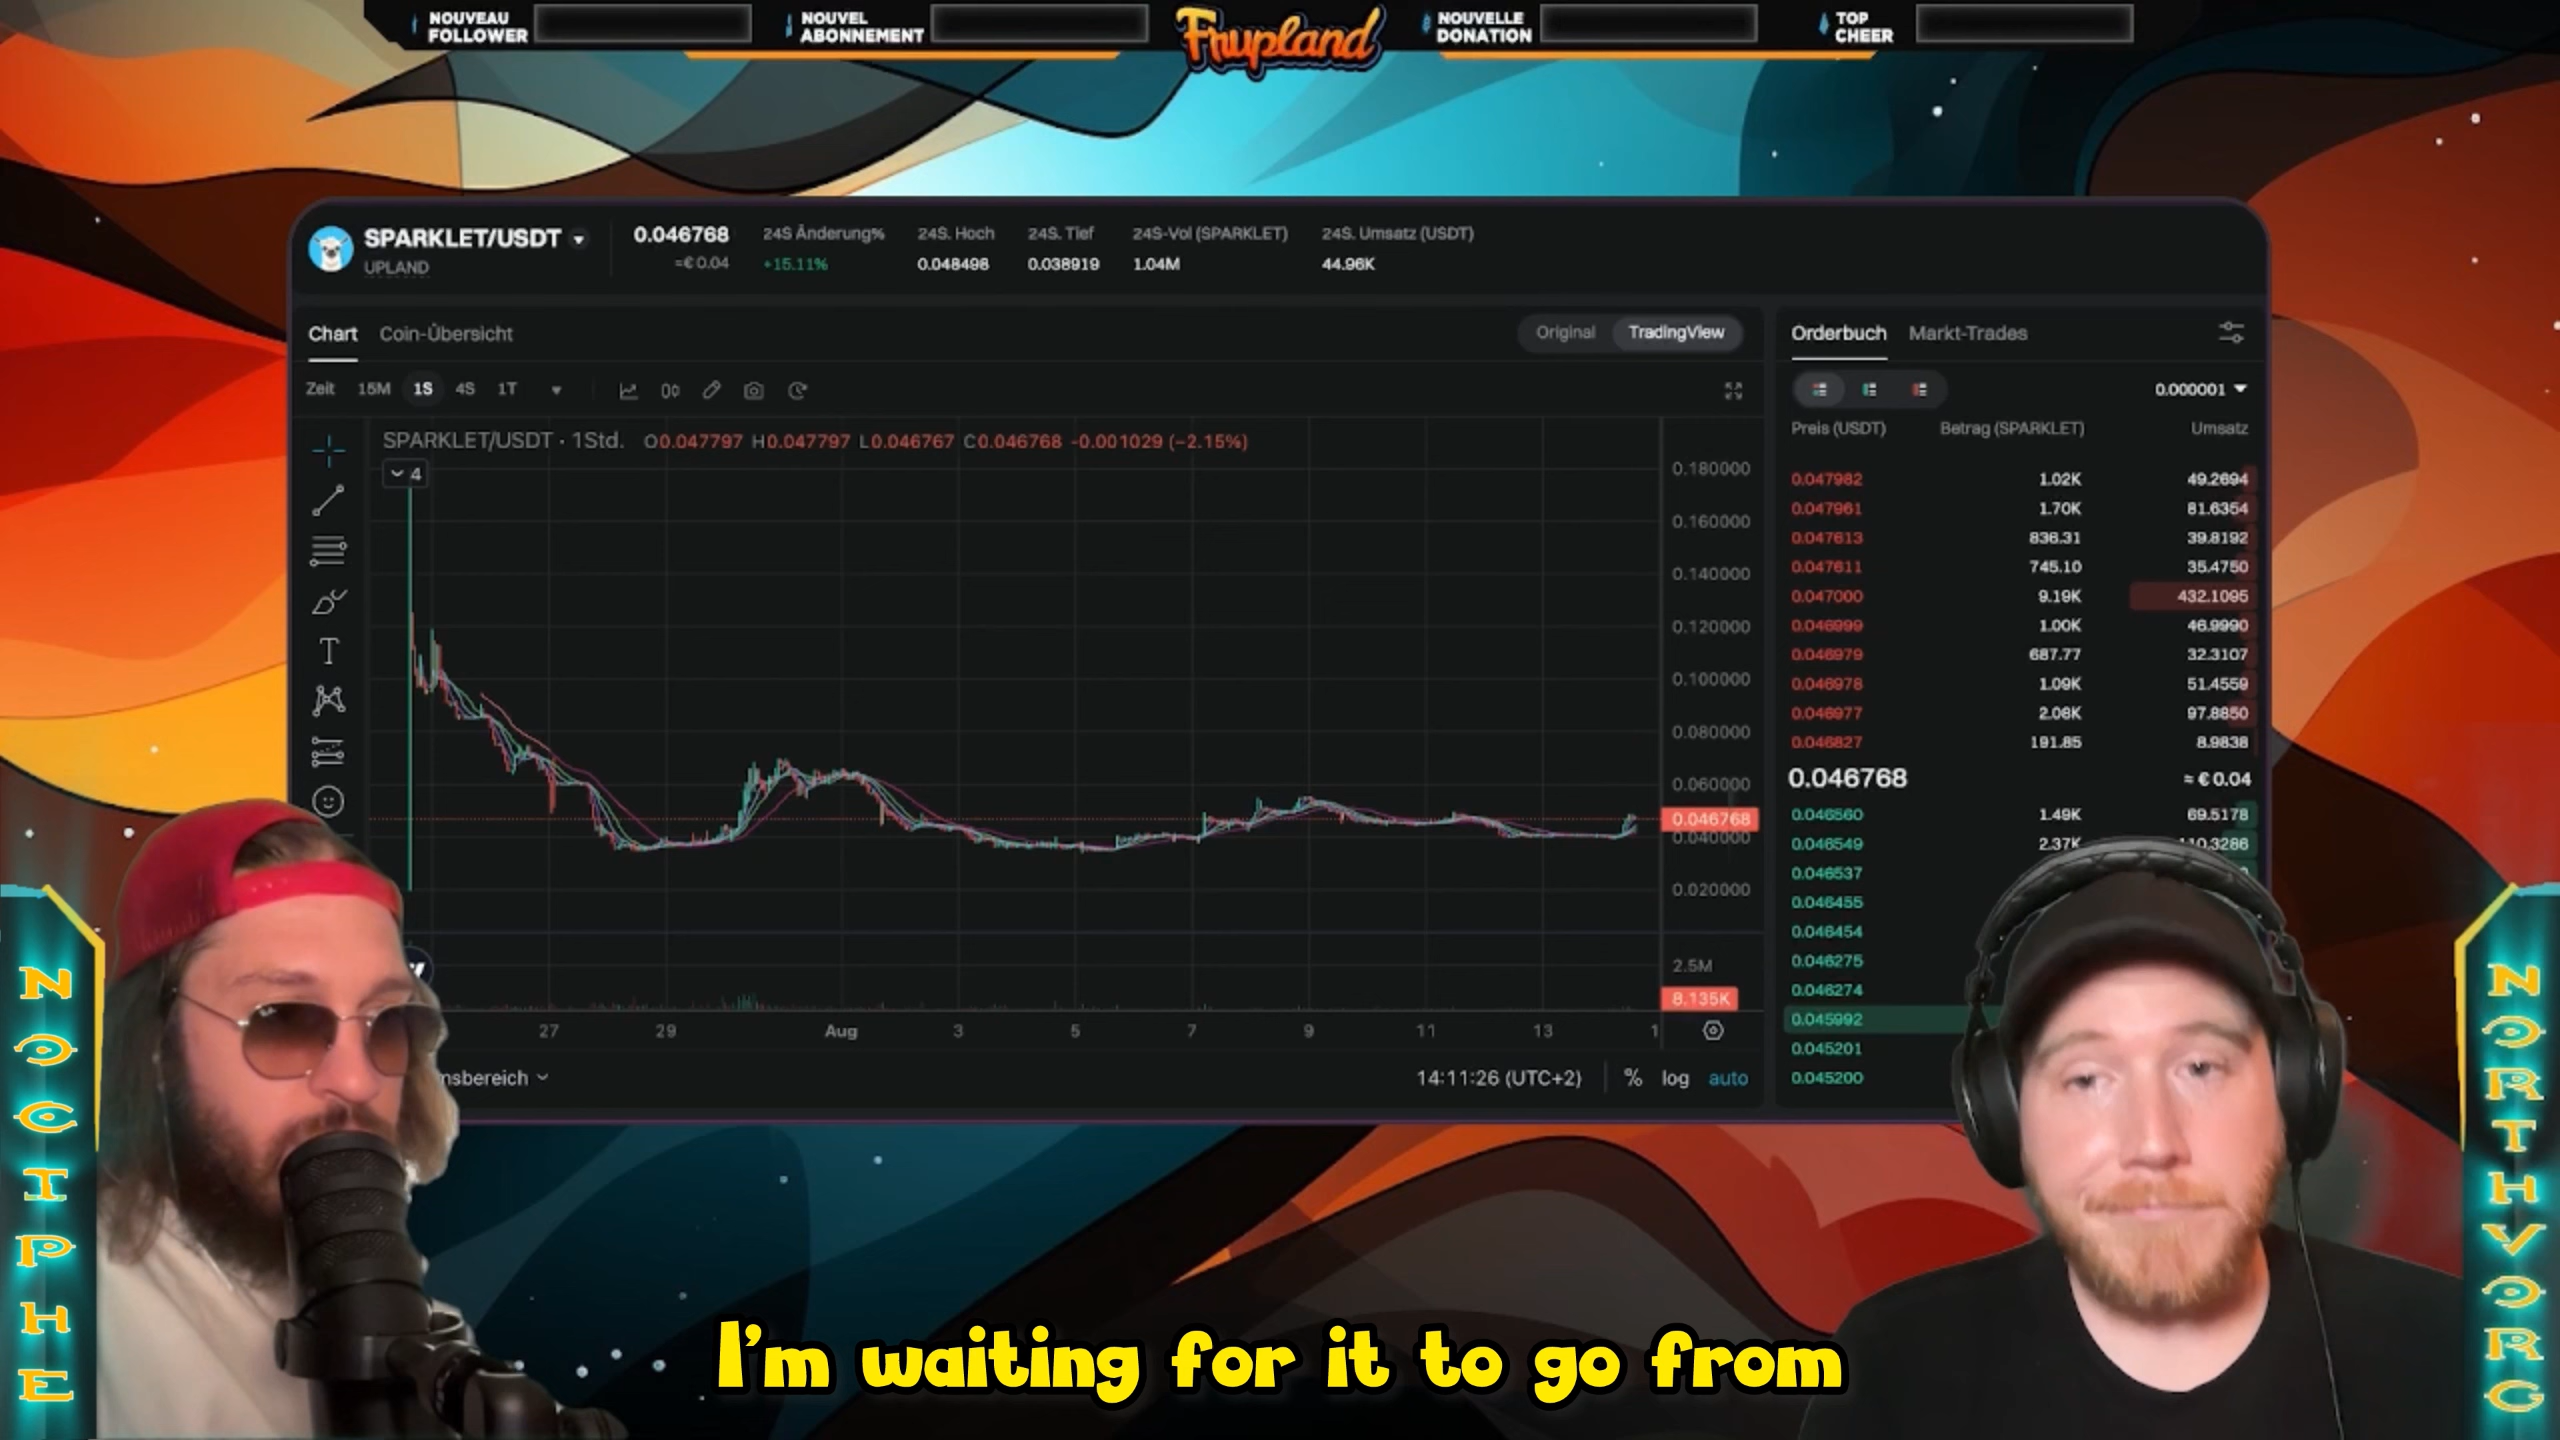 NOUVEAU
FOLLOWER
NOUVEL
ABONNEMENT
Frupland
NOUVELLE
DONATION
TOP
CHEER
SPARKLET/USDT
UPLAND
0.046768
≈€0.04
24S Änderung%
+15.11%
24S. Hoch
0.048498
24S. Tief
0.038919
24S-Vol (SPARKLET)
1.04M
24S. Umsatz (USDT)
44.96K
Chart Coin-Übersicht
Original TradingView
Orderbuch Markt-Trades
Zeit 15M 1S 4S 1T
0.000001
Preis (USDT) Betrag (SPARKLET) Umsatz
SPARKLET/USDT · 1Std. O0.047797 H0.047797 L0.046767 C0.046768 -0.001029 (−2.15%)
4
0.180000
0.160000
0.140000
0.120000
0.100000
0.080000
0.060000
0.046768
0.040000
0.020000
2.5M
8.135K
27 29 Aug 3 5 7 9 11 13 1
nsbereich
14:11:26 (UTC+2) % log auto
0.047982 1.02K 49.2694
0.047961 1.70K 81.6354
0.047613 836.31 39.8192
0.047611 745.10 35.4750
0.047000 9.19K 432.1095
0.046999 1.00K 46.9990
0.046979 687.77 32.3107
0.046978 1.09K 51.4559
0.046977 2.08K 97.8850
0.046827 191.85 8.9838
0.046768 ≈ €0.04
0.046560 1.49K 69.5178
0.046549 2.37K 110.3286
0.046537
0.046455
0.046454
0.046275
0.046274
0.045992
0.045201
0.045200
NOCIPHE
NORTHVORG
I'm waiting for it to go from